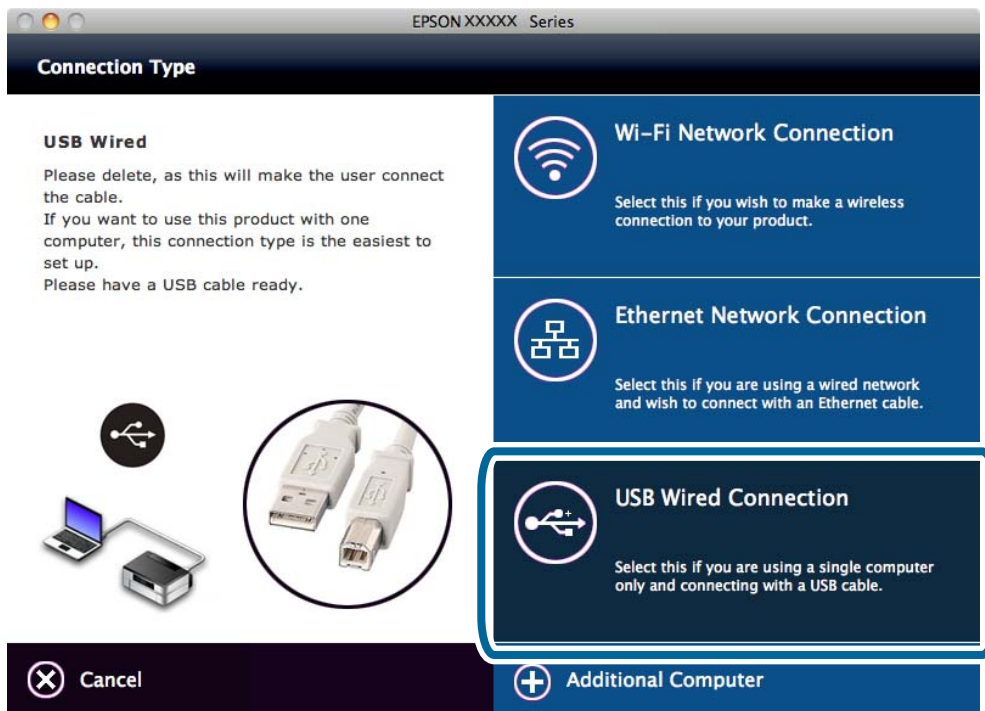 EPSON XXXXX Series
Connection Type
USB Wired
Please delete, as this will make the user connect
the cable.
If you want to use this product with one
computer, this connection type is the easiest to
set up.
Please have a USB cable ready.
Wi-Fi Network Connection
Select this if you wish to make a wireless
connection to your product.
Ethernet Network Connection
Select this if you are using a wired network
and wish to connect with an Ethernet cable.
USB Wired Connection
Select this if you are using a single computer
only and connecting with a USB cable.
Cancel
Additional Computer